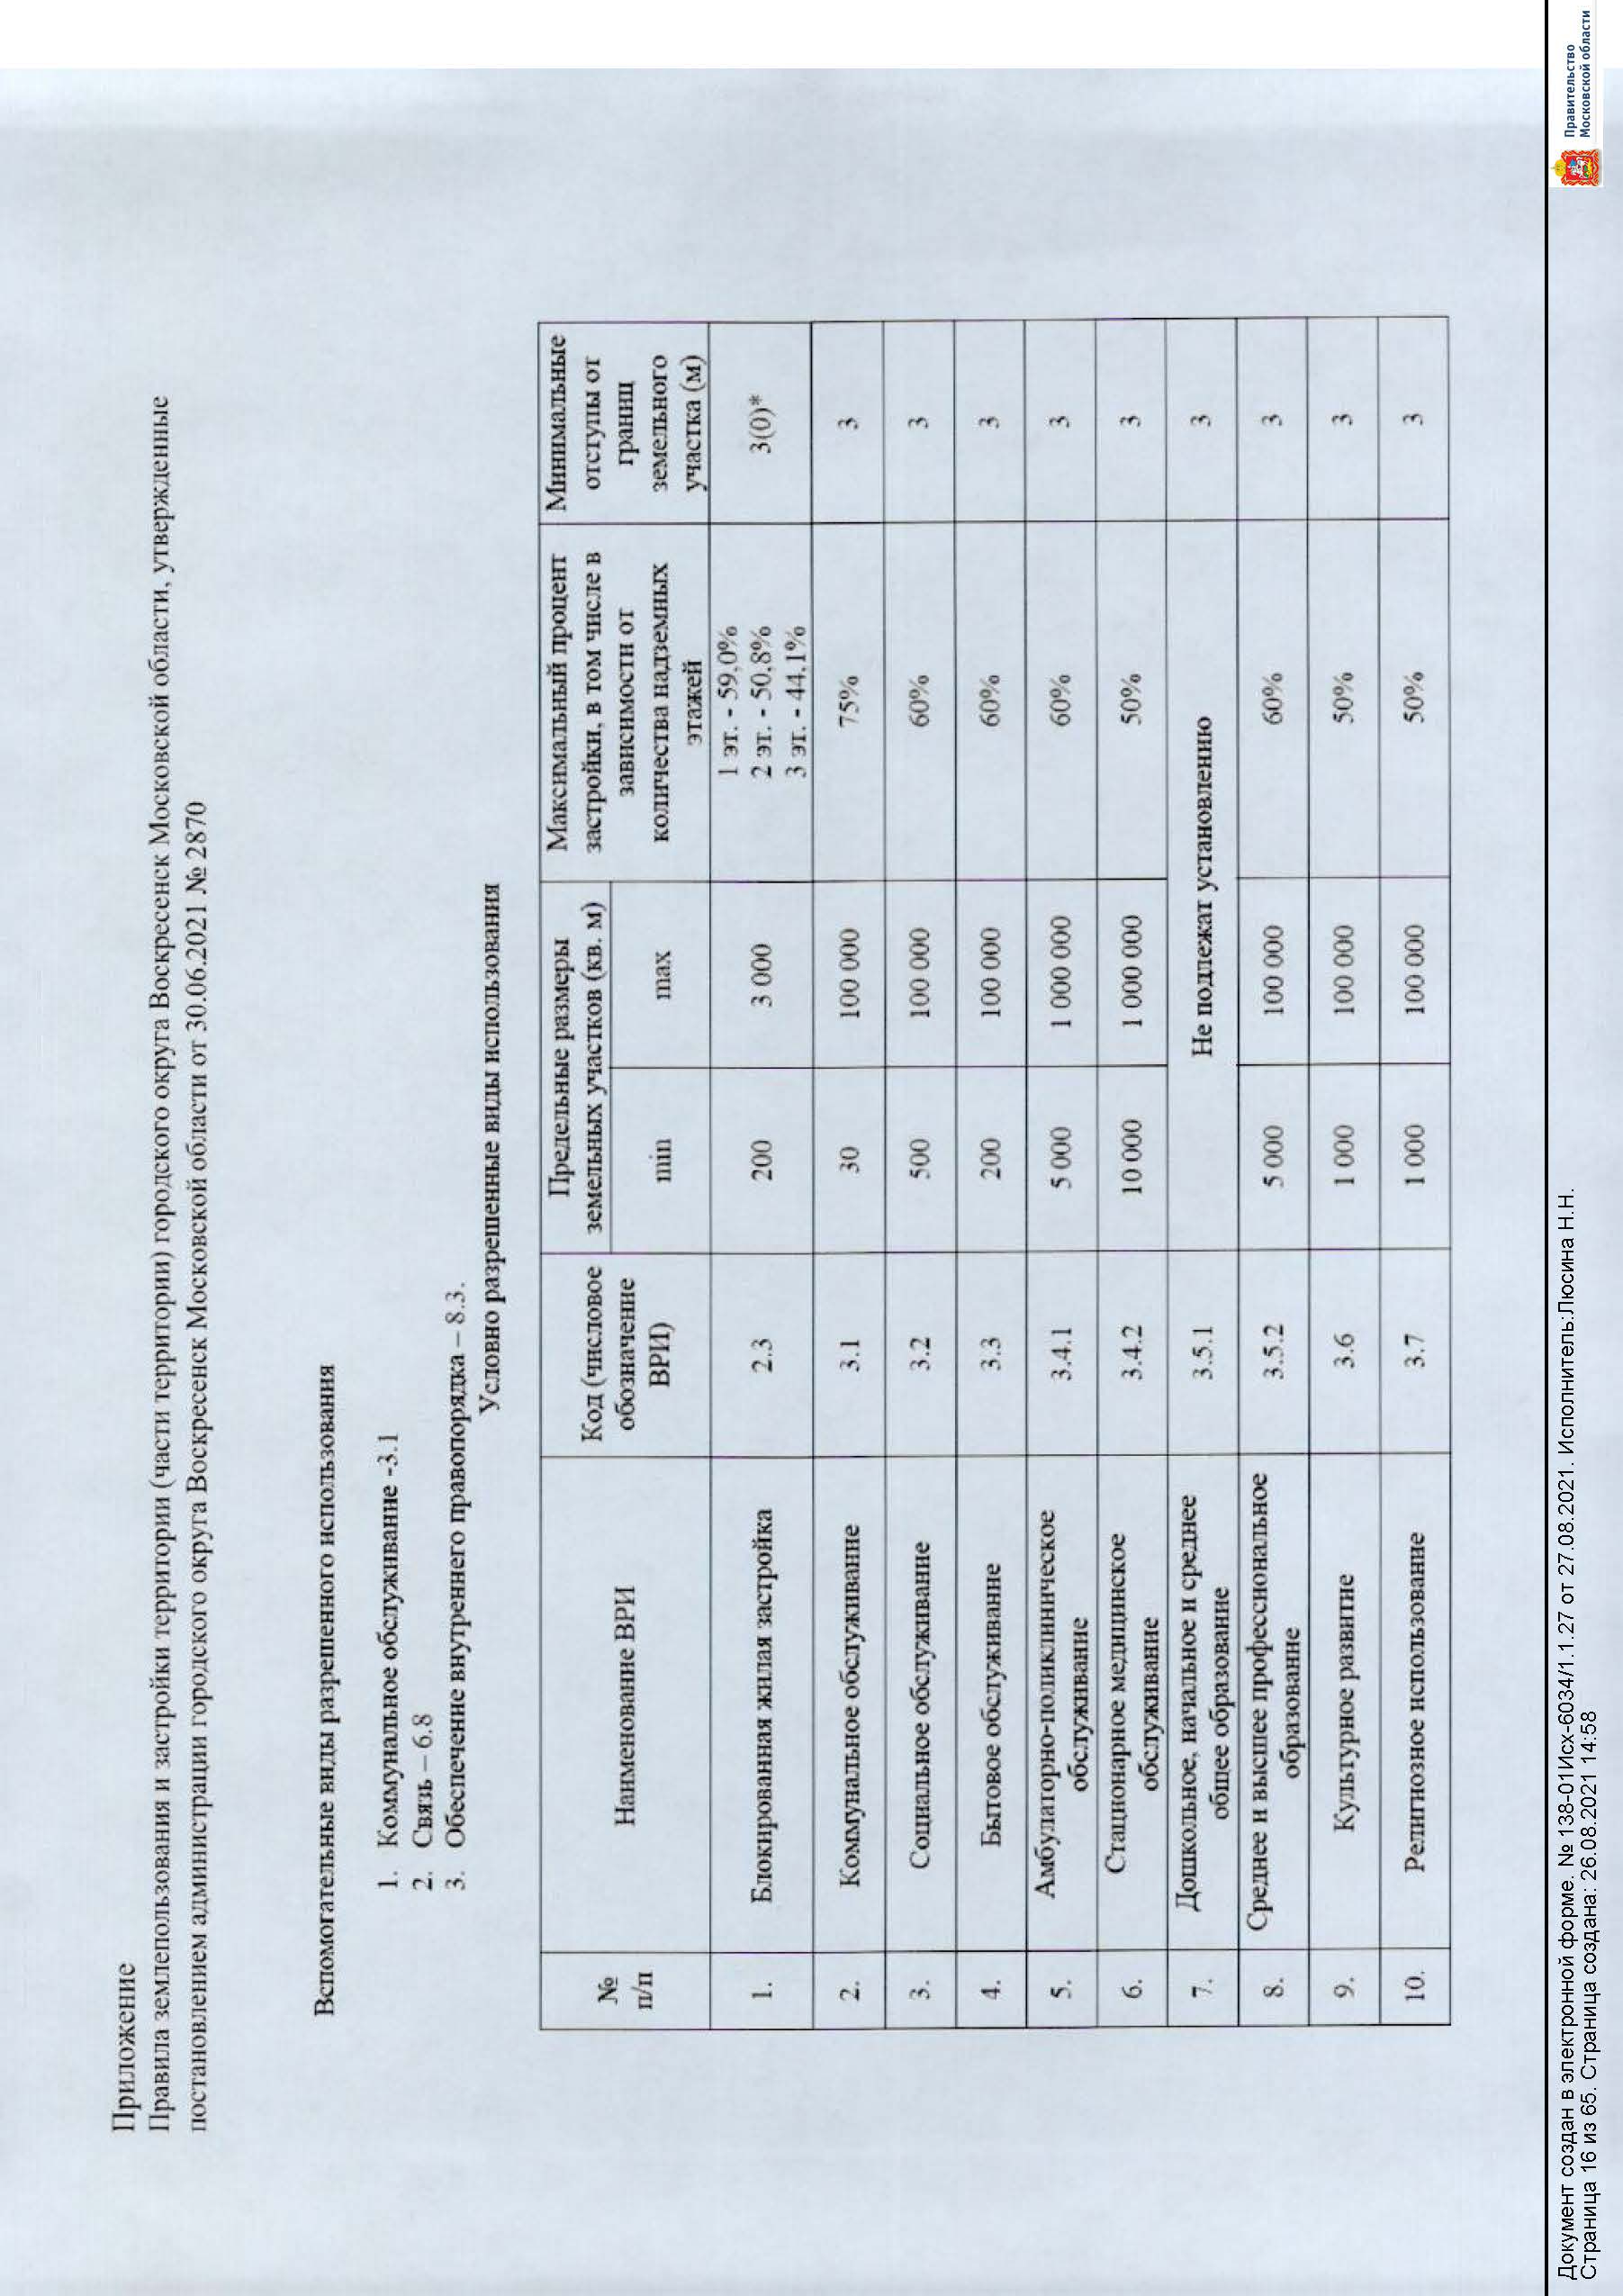 Приложение
Правила землепользования и застройки территории (части территории) городского округа Воскресенск Московской области, утвержденные
постановлением администрации городского округа Воскресенск Московской области от 30.06.2021 № 2870
Вспомогательные виды разрешенного использования
1. Коммунальное обслуживание -3.1
2. Связь – 6.8
3. Обеспечение внутреннего правопорядка – 8.3.
Условно разрешенные виды использования
№ п/п | Наименование ВРИ | Код (числовое обозначение ВРИ) | Предельные размеры земельных участков (кв. м) | Максимальный процент застройки, в том числе в зависимости от количества надземных этажей | Минимальные отступы от границ земельного участка (м)
min | max
1. | Блокированная жилая застройка | 2.3 | 200 | 3 000 | 1 эт. - 59,0% 2 эт. - 50,8% 3 эт. - 44,1% | 3(0)*
2. | Коммунальное обслуживание | 3.1 | 30 | 100 000 | 75% | 3
3. | Социальное обслуживание | 3.2 | 500 | 100 000 | 60% | 3
4. | Бытовое обслуживание | 3.3 | 200 | 100 000 | 60% | 3
5. | Амбулаторно-поликлиническое обслуживание | 3.4.1 | 5 000 | 1 000 000 | 60% | 3
6. | Стационарное медицинское обслуживание | 3.4.2 | 10 000 | 1 000 000 | 50% | 3
7. | Дошкольное, начальное и среднее общее образование | 3.5.1 | Не подлежат установлению | 3
8. | Среднее и высшее профессиональное образование | 3.5.2 | 5 000 | 100 000 | 60% | 3
9. | Культурное развитие | 3.6 | 1 000 | 100 000 | 50% | 3
10. | Религиозное использование | 3.7 | 1 000 | 100 000 | 50% | 3
Документ создан в электронной форме. № 138-01Исх-6034/1.1.27 от 27.08.2021. Исполнитель:Люсина Н.Н.
Страница 16 из 65. Страница создана: 26.08.2021 14:58
Правительство
Московской области